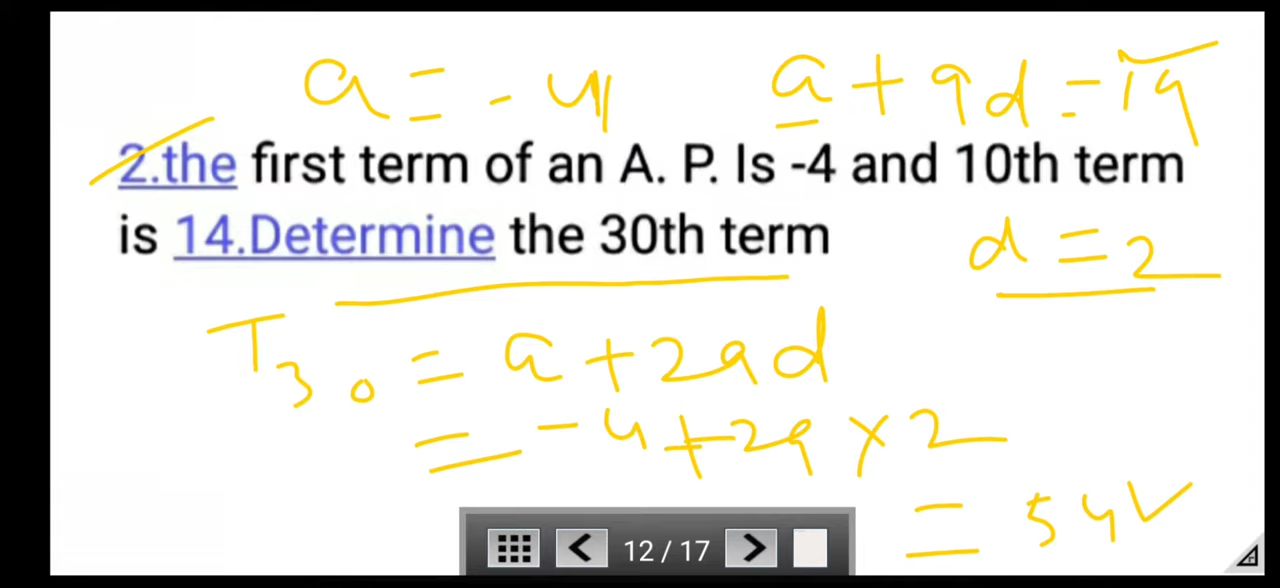 a = -4 a + 9d = 14
2.the first term of an A. P. Is -4 and 10th term
is 14.Determine the 30th term
d = 2
T30 = a + 29d
= -4 + 29 × 2
= 54 ✓
12 / 17